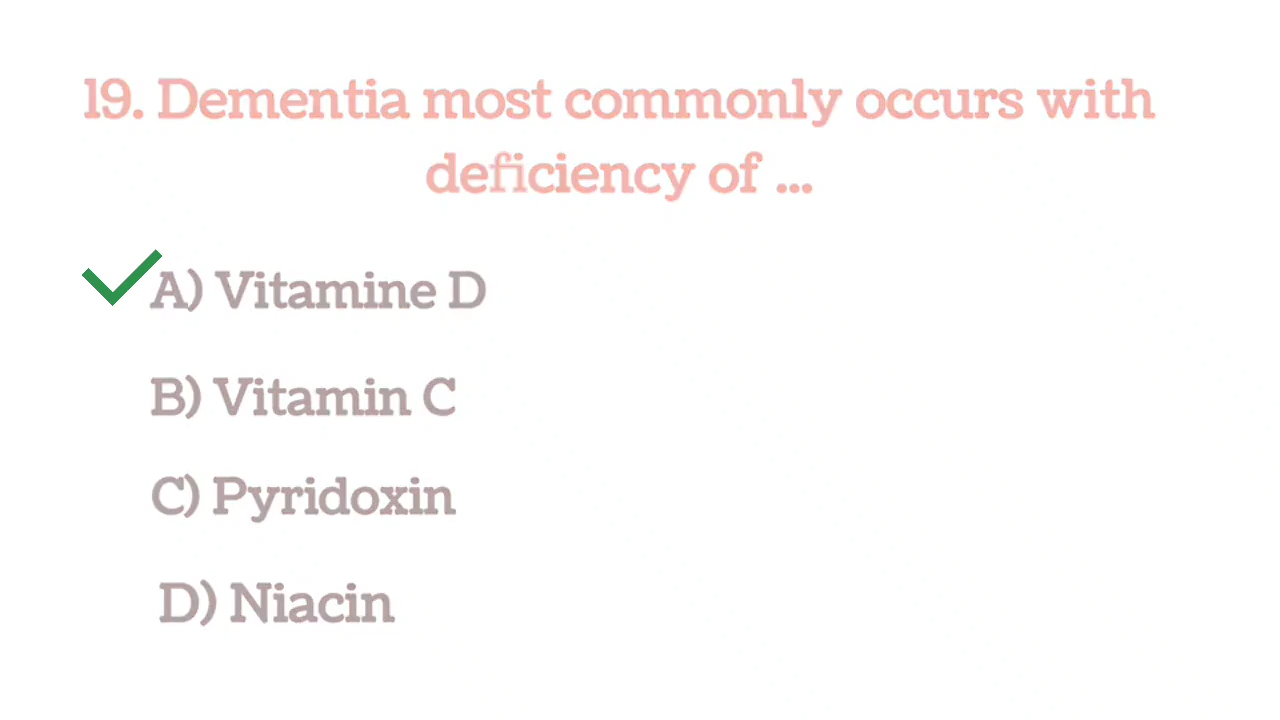 19. Dementia most commonly occurs with
deficiency of ...
A) Vitamine D
B) Vitamin C
C) Pyridoxin
D) Niacin